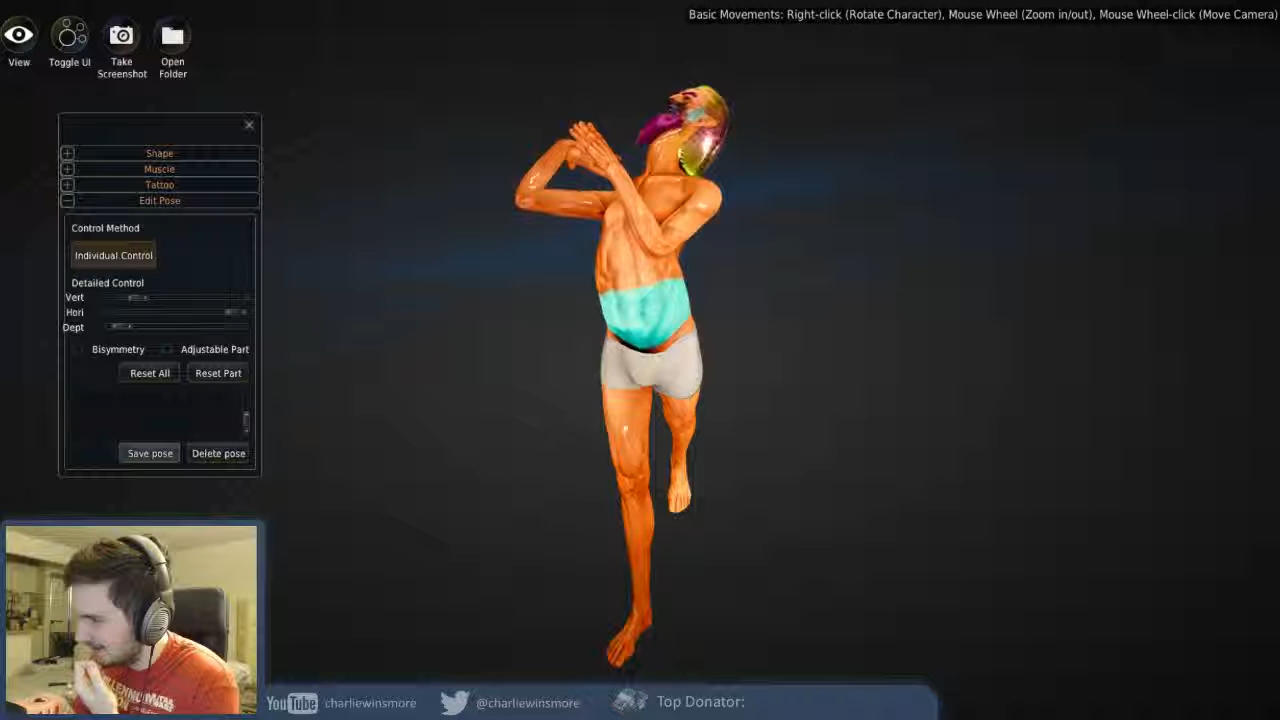 Basic Movements: Right-click (Rotate Character), Mouse Wheel (Zoom in/out), Mouse Wheel-click (Move Camera)
View
Toggle UI
Take Screenshot
Open Folder
Shape
Muscle
Tattoo
Edit Pose
Control Method
Individual Control
Detailed Control
Vert
Hori
Dept
Bisymmetry Adjustable Part
Reset All Reset Part
Save pose Delete pose
YouTube charliewinsmore @charliewinsmore Top Donator: